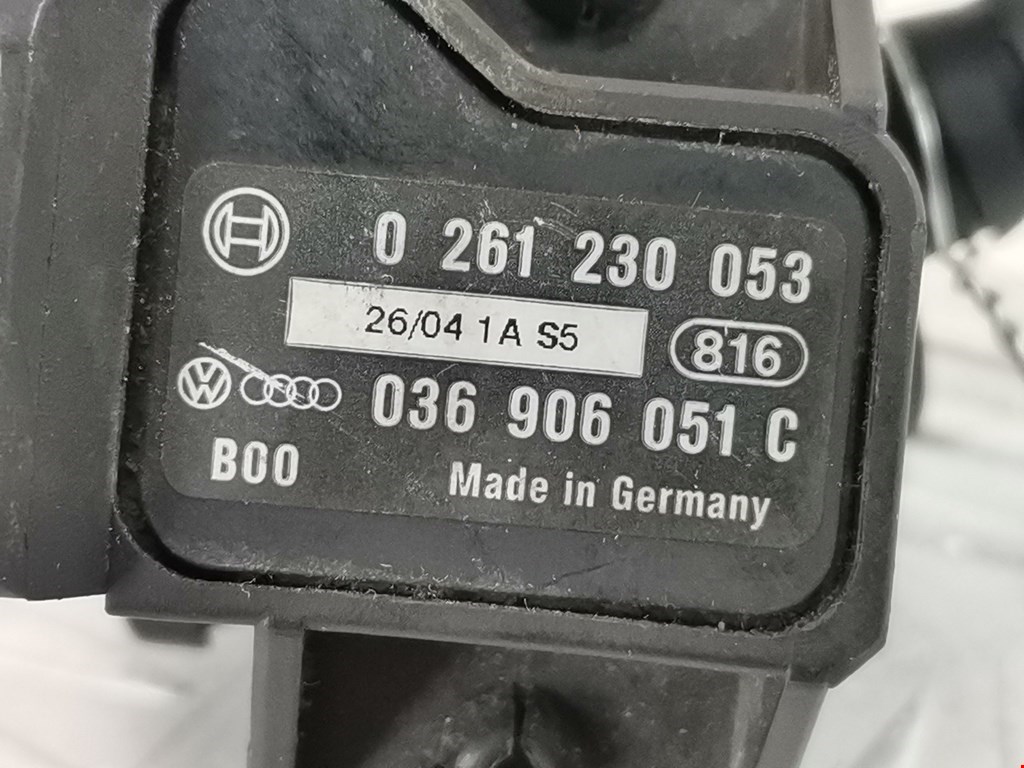 0 261 230 053
26/04 1A S5
816
036 906 051 C
B00
Made in Germany